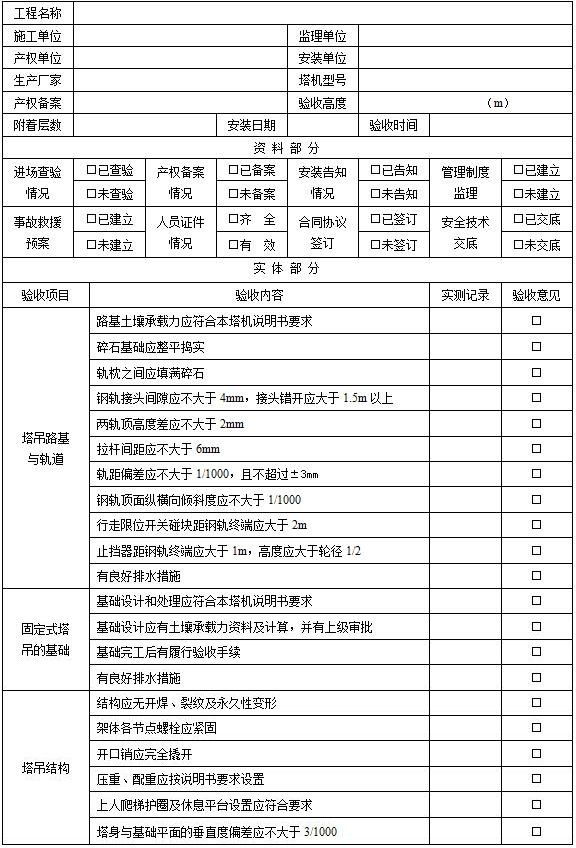 工程名称
施工单位 监理单位
产权单位 安装单位
生产厂家 塔机型号
产权备案 验收高度 （m）
附着层数 安装日期 验收时间
资 料 部 分
进场查验情况 □已查验 □未查验 产权备案情况 □已备案 □未备案 安装告知情况 □已告知 □未告知 管理制度监理 □已建立 □未建立
事故救援预案 □已建立 □未建立 人员证件情况 □齐 全 □有 效 合同协议签订 □已签订 □未签订 安全技术交底 □已交底 □未交底
实 体 部 分
验收项目 验收内容 实测记录 验收意见
塔吊路基与轨道
路基土壤承载力应符合本塔机说明书要求 □
碎石基础应整平捣实 □
轨枕之间应填满碎石 □
钢轨接头间隙应不大于 4mm，接头错开应大于 1.5m 以上 □
两轨顶高度差应不大于 2mm □
拉杆间距应不大于 6mm □
轨距偏差应不大于 1/1000，且不超过±3mm □
钢轨顶面纵横向倾斜度应不大于 1/1000 □
行走限位开关碰块距钢轨终端应大于 2m □
止挡器距钢轨终端应大于 1m，高度应大于轮径 1/2 □
有良好排水措施 □
固定式塔吊的基础
基础设计和处理应符合本塔机说明书要求 □
基础设计应有土壤承载力资料及计算，并有上级审批 □
基础完工后有履行验收手续 □
有良好排水措施 □
塔吊结构
结构应无开焊、裂纹及永久性变形 □
架体各节点螺栓应紧固 □
开口销应完全撬开 □
压重、配重应按说明书要求设置 □
上人爬梯护圈及休息平台设置应符合要求 □
塔身与基础平面的垂直度偏差应不大于 3/1000 □